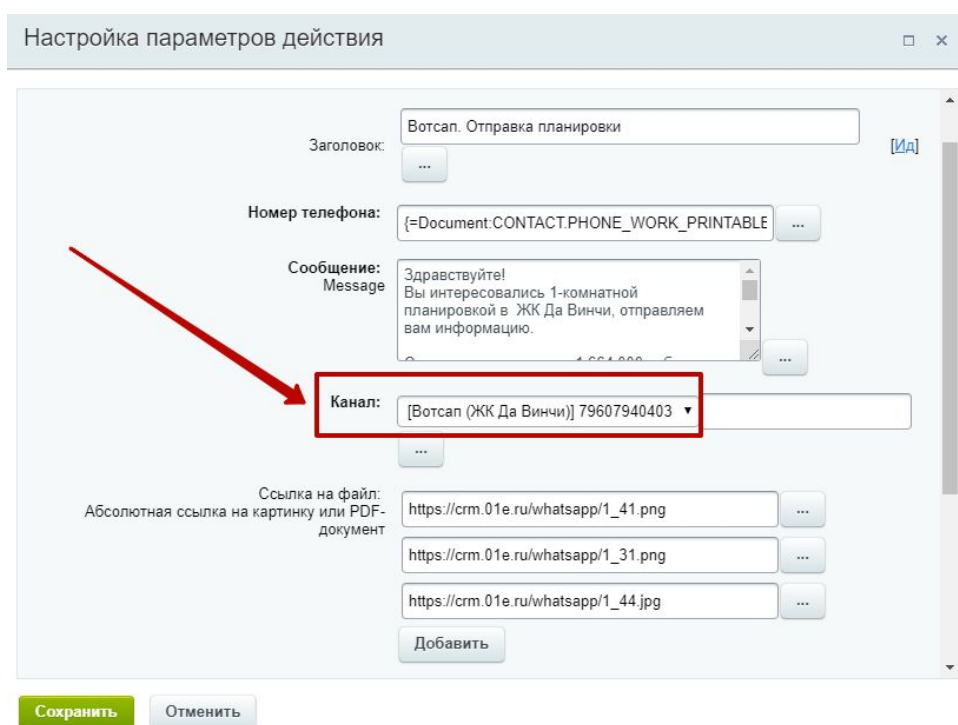 Настройка параметров действия
Заголовок:
Вотсап. Отправка планировки
[Ид]
...
Номер телефона:
{=Document:CONTACT.PHONE_WORK_PRINTABLE
...
Сообщение:
Message
Здравствуйте!
Вы интересовались 1-комнатной
планировкой в ЖК Да Винчи, отправляем
вам информацию.
...
Канал:
[Вотсап (ЖК Да Винчи)] 79607940403
...
Ссылка на файл:
Абсолютная ссылка на картинку или PDF-
документ
https://crm.01e.ru/whatsapp/1_41.png
...
https://crm.01e.ru/whatsapp/1_31.png
...
https://crm.01e.ru/whatsapp/1_44.jpg
...
Добавить
Сохранить
Отменить